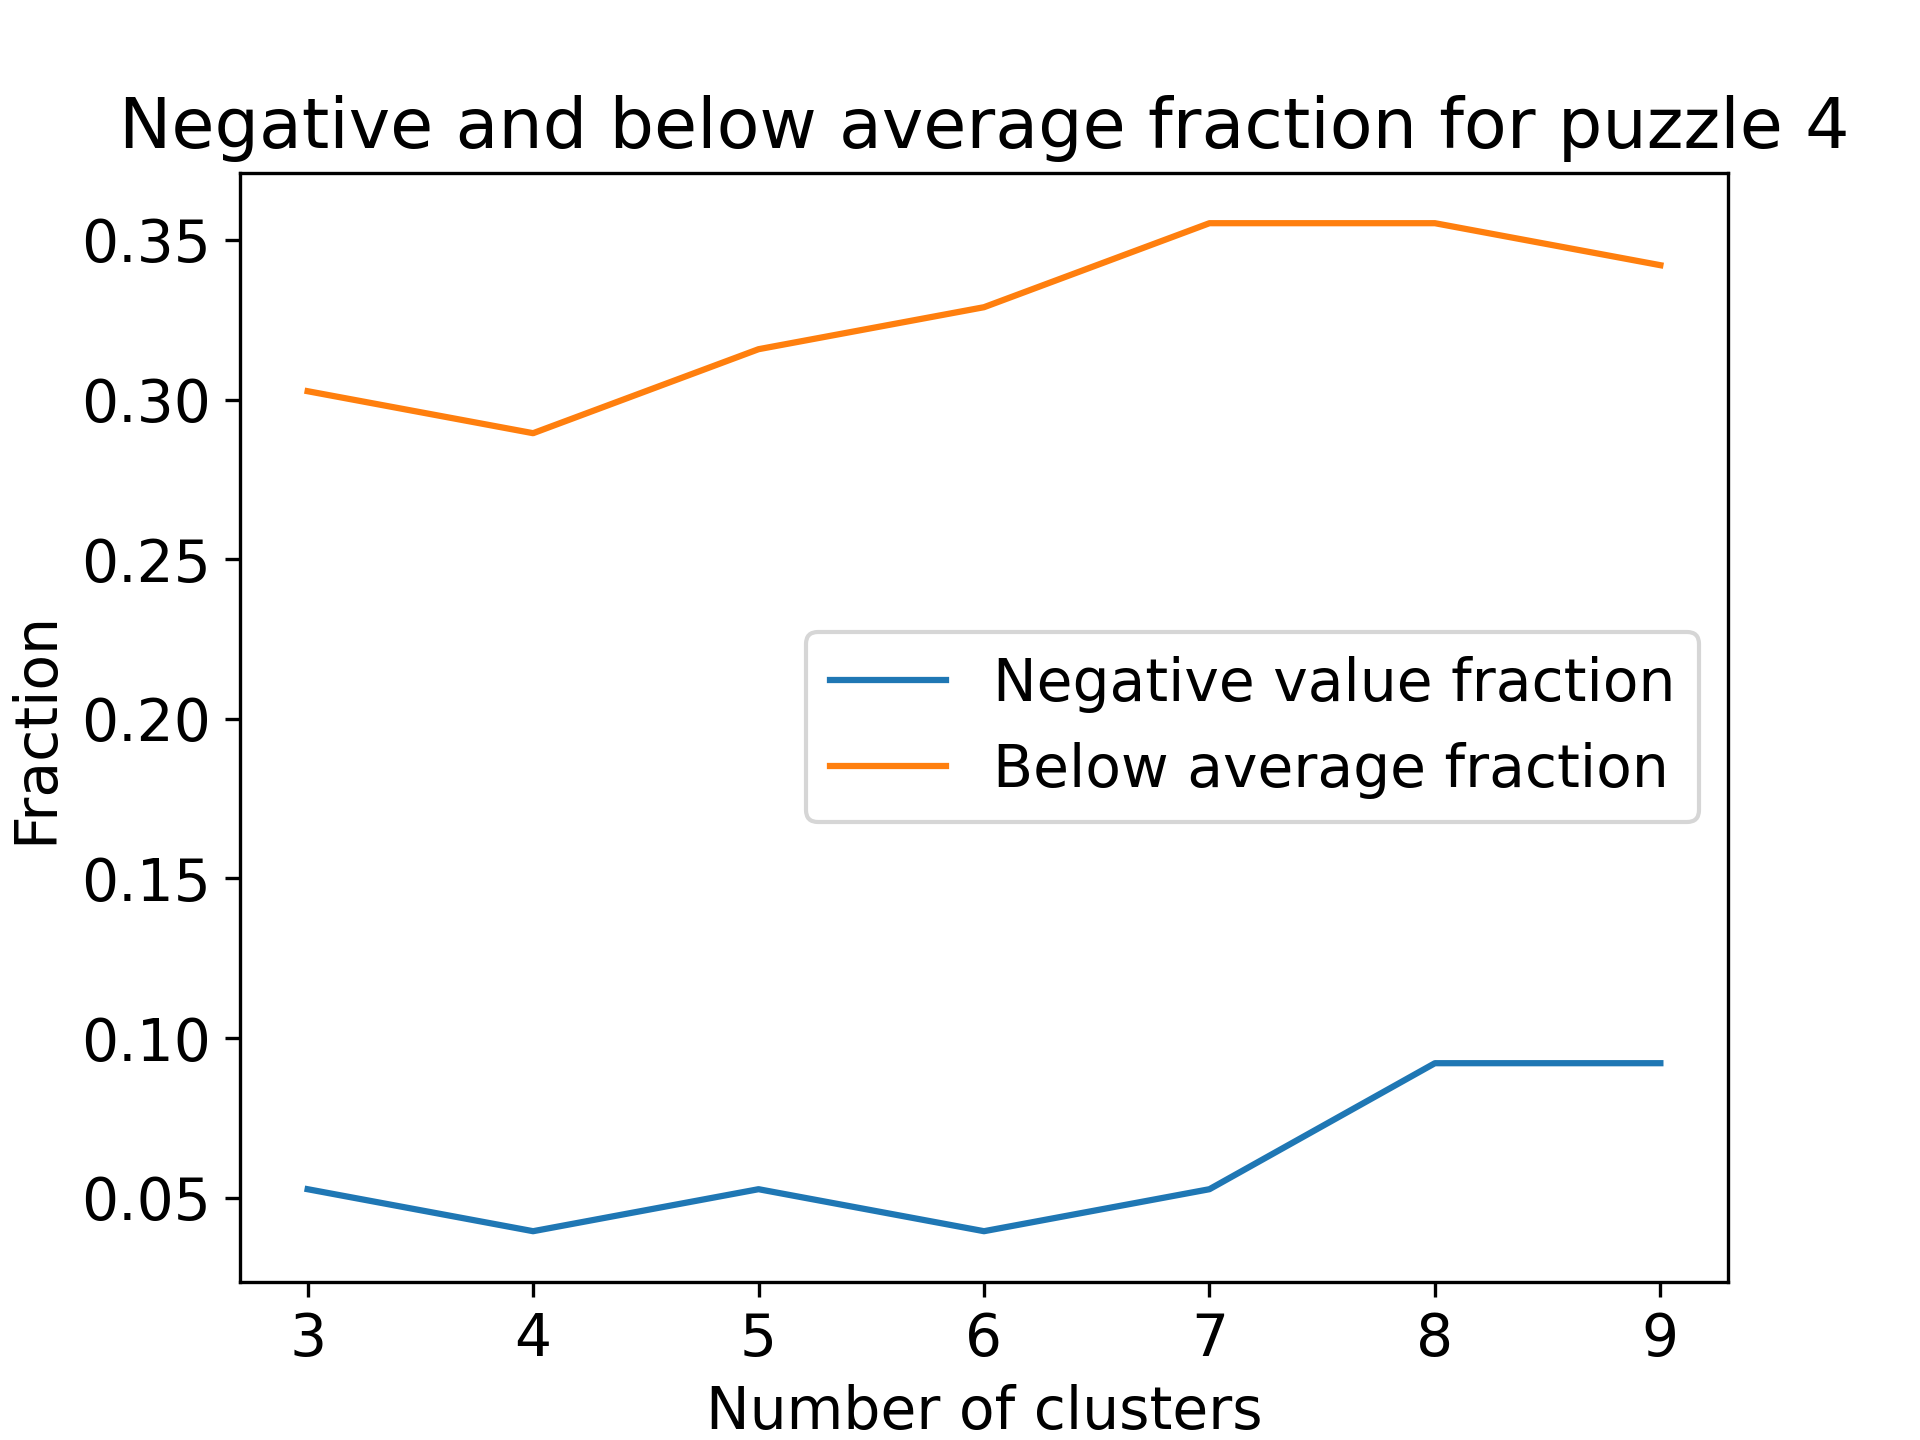 Negative and below average fraction for puzzle 4
0.35
0.30
0.25
0.20
0.15
0.10
0.05
Fraction
Negative value fraction
Below average fraction
3 4 5 6 7 8 9
Number of clusters